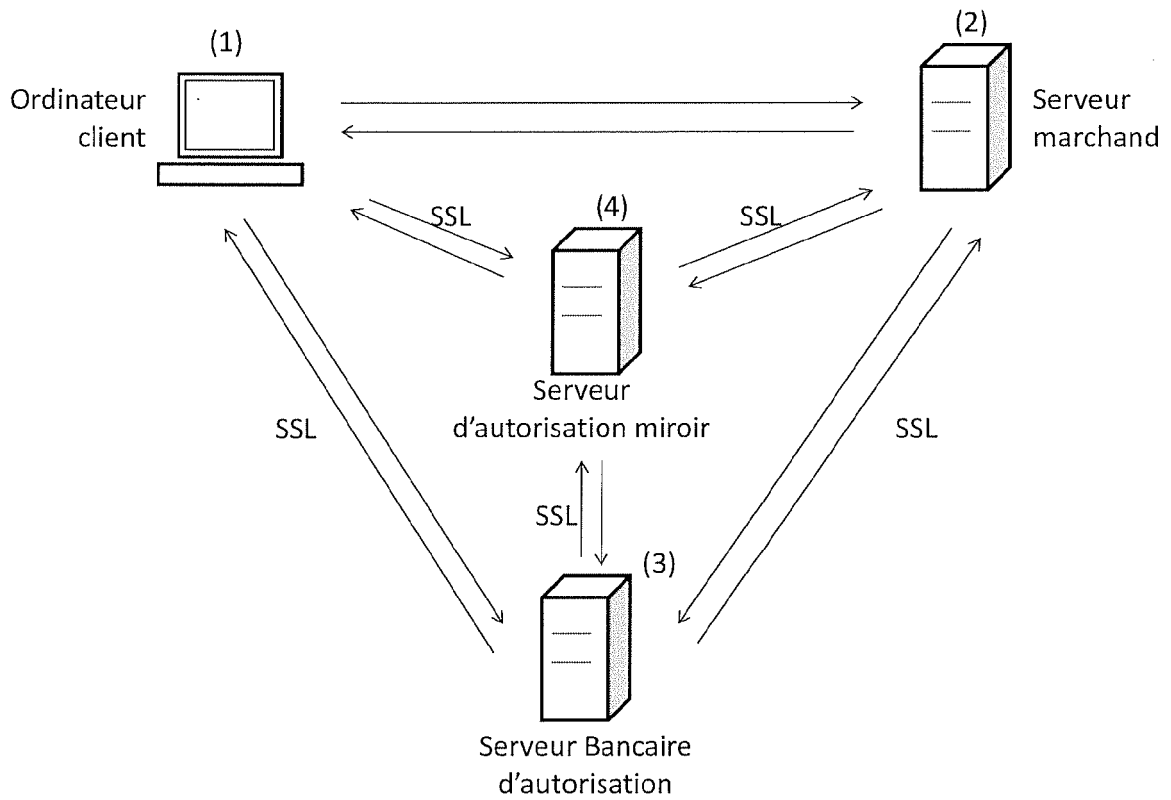 (1)
(2)
Ordinateur
client
Serveur
marchand
SSL
(4)
SSL
Serveur
d'autorisation miroir
SSL
SSL
SSL
(3)
Serveur Bancaire
d'autorisation